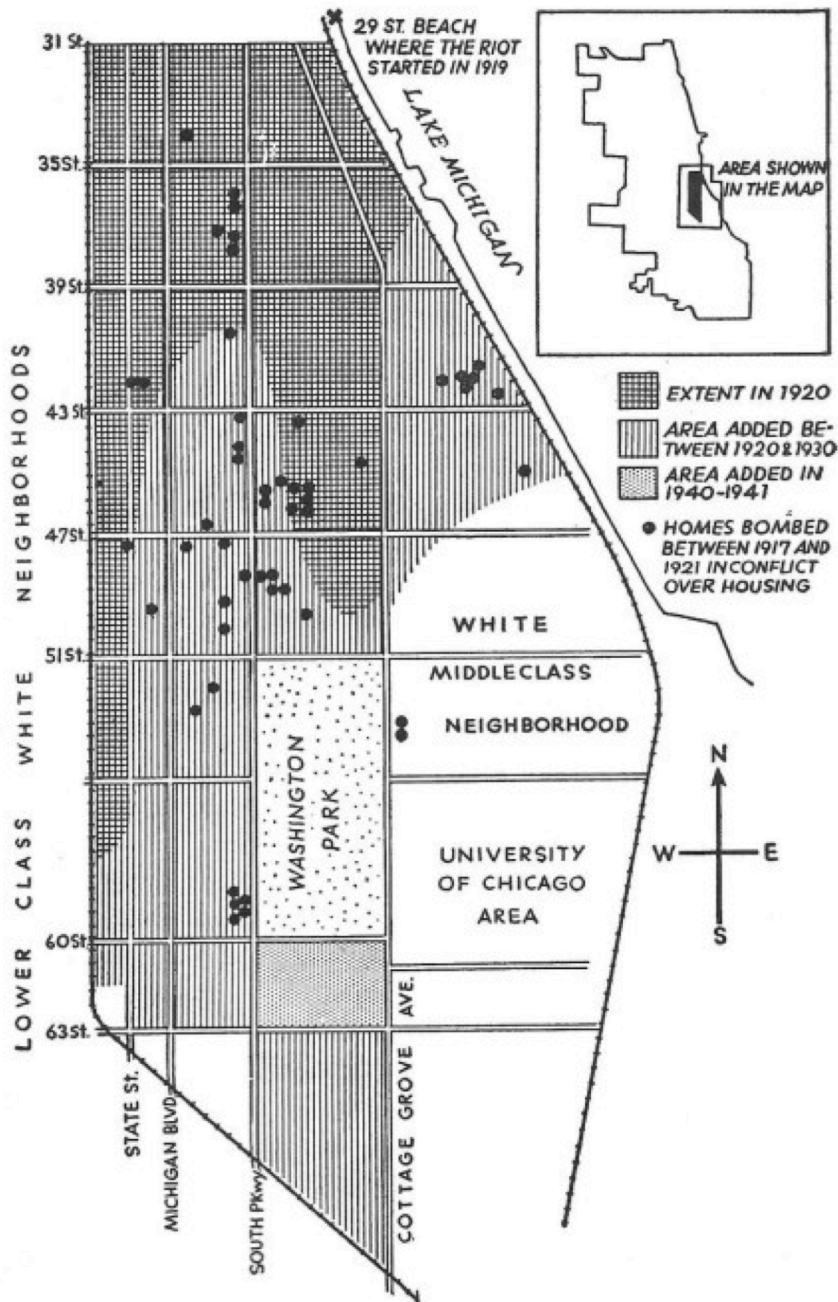 29 ST. BEACH
WHERE THE RIOT
STARTED IN 1919
LAKE MICHIGAN
AREA SHOWN
IN THE MAP
31 St.
35 St.
39 St.
43 St.
47 St.
51 St.
60 St.
63 St.
EXTENT IN 1920
AREA ADDED BE-
TWEEN 1920 & 1930
AREA ADDED IN
1940-1941
HOMES BOMBED
BETWEEN 1917 AND
1921 IN CONFLICT
OVER HOUSING
LOWER CLASS WHITE NEIGHBORHOODS
WHITE
MIDDLE CLASS
NEIGHBORHOOD
WASHINGTON
PARK
UNIVERSITY
OF CHICAGO
AREA
N
W
E
S
STATE St.
MICHIGAN BLVD.
SOUTH PKwy.
COTTAGE GROVE AVE.